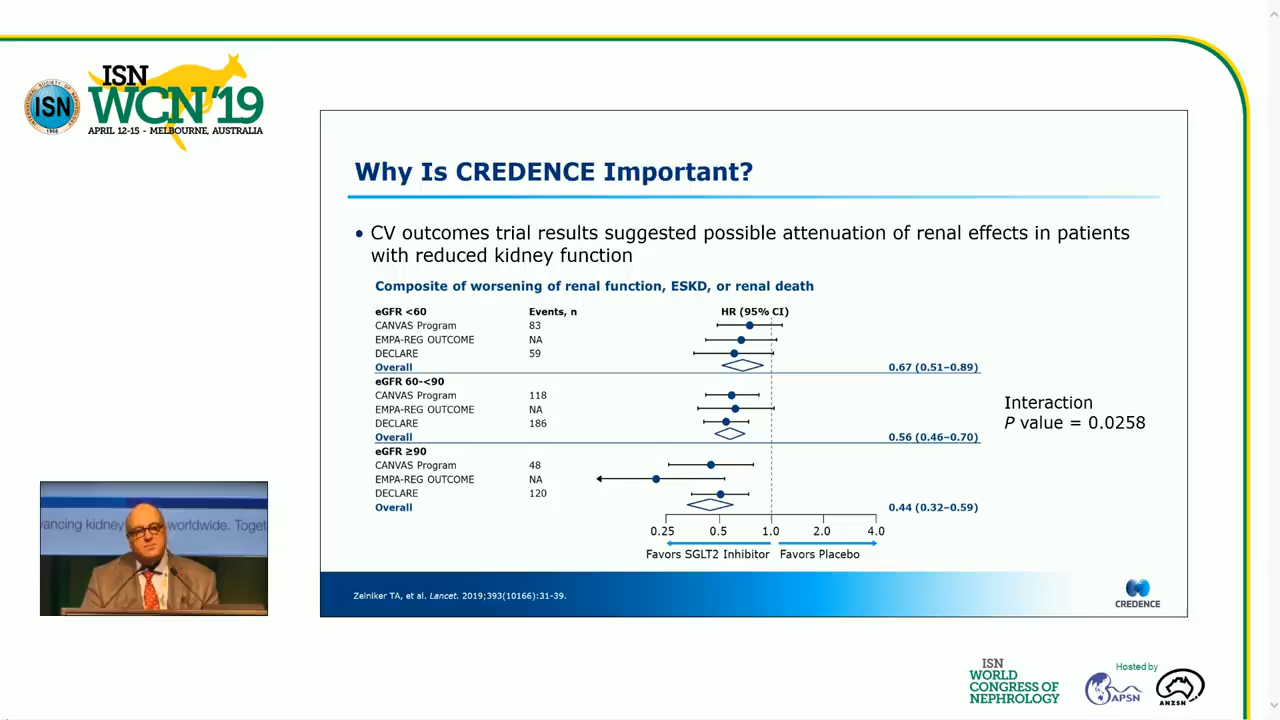 ISN
WCN'19
APRIL 12-15 - MELBOURNE, AUSTRALIA
ISN
1960
Why Is CREDENCE Important?
• CV outcomes trial results suggested possible attenuation of renal effects in patients
with reduced kidney function
Composite of worsening of renal function, ESKD, or renal death
eGFR <60 Events, n HR (95% CI)
CANVAS Program 83
EMPA-REG OUTCOME NA
DECLARE 59
Overall 0.67 (0.51–0.89)
eGFR 60-<90
CANVAS Program 118
EMPA-REG OUTCOME NA
DECLARE 186
Overall 0.56 (0.46–0.70)
eGFR ≥90
CANVAS Program 48
EMPA-REG OUTCOME NA
DECLARE 120
Overall 0.44 (0.32–0.59)
Interaction
P value = 0.0258
0.25 0.5 1.0 2.0 4.0
Favors SGLT2 Inhibitor Favors Placebo
Zelniker TA, et al. Lancet. 2019;393(10166):31-39.
CREDENCE
ancing kidney worldwide. Toget
ISN
WORLD
CONGRESS OF
NEPHROLOGY
Hosted by
APSN
ANZSN